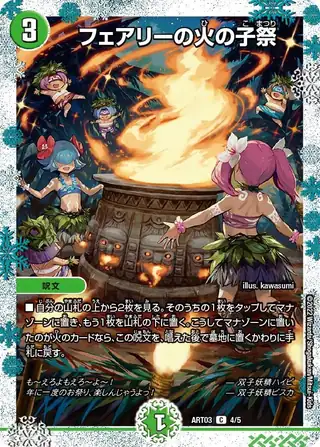 3
フェアリーの火の子祭
ひ こ まつり
illus. kawasumi
呪文
■自分の山札の上から2枚を見る。そのうちの1枚をタップしてマナ
ゾーンに置き、もう1枚を山札の下に置く。こうしてマナゾーンに置い
たのが火のカードなら、この呪文を、唱えた後で墓地に置くかわりに手
札に戻す。
も〜えろよもえろ〜よ〜! ── 双子妖精ハイビ
年に一度のお祭り、楽しんじゃうよっ! ── 双子妖精ビスカ
1
ART03 C 4/5